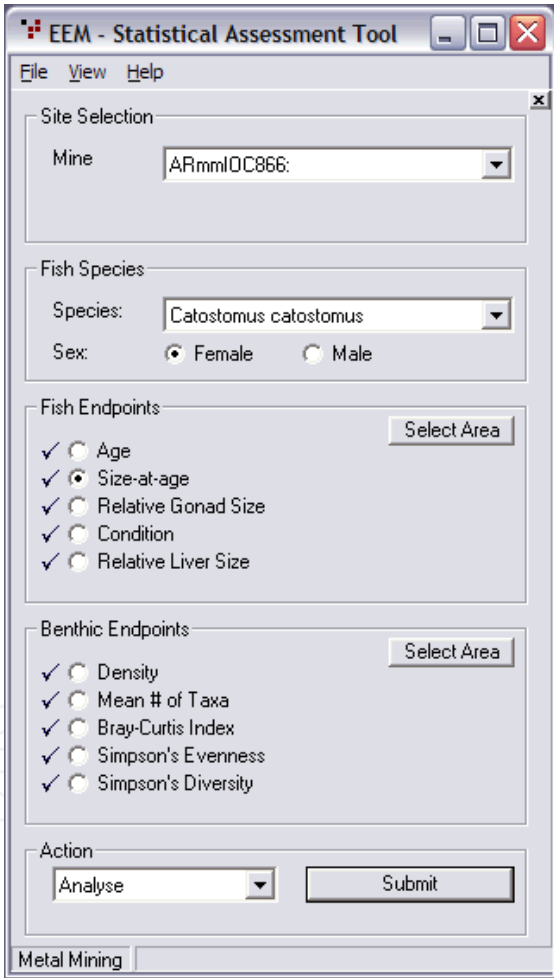 EEM - Statistical Assessment Tool
File View Help
Site Selection
Mine ARmmIOC866:
Fish Species
Species: Catostomus catostomus
Sex: Female Male
Fish Endpoints
Select Area
Age
Size-at-age
Relative Gonad Size
Condition
Relative Liver Size
Benthic Endpoints
Select Area
Density
Mean # of Taxa
Bray-Curtis Index
Simpson's Evenness
Simpson's Diversity
Action
Analyse Submit
Metal Mining